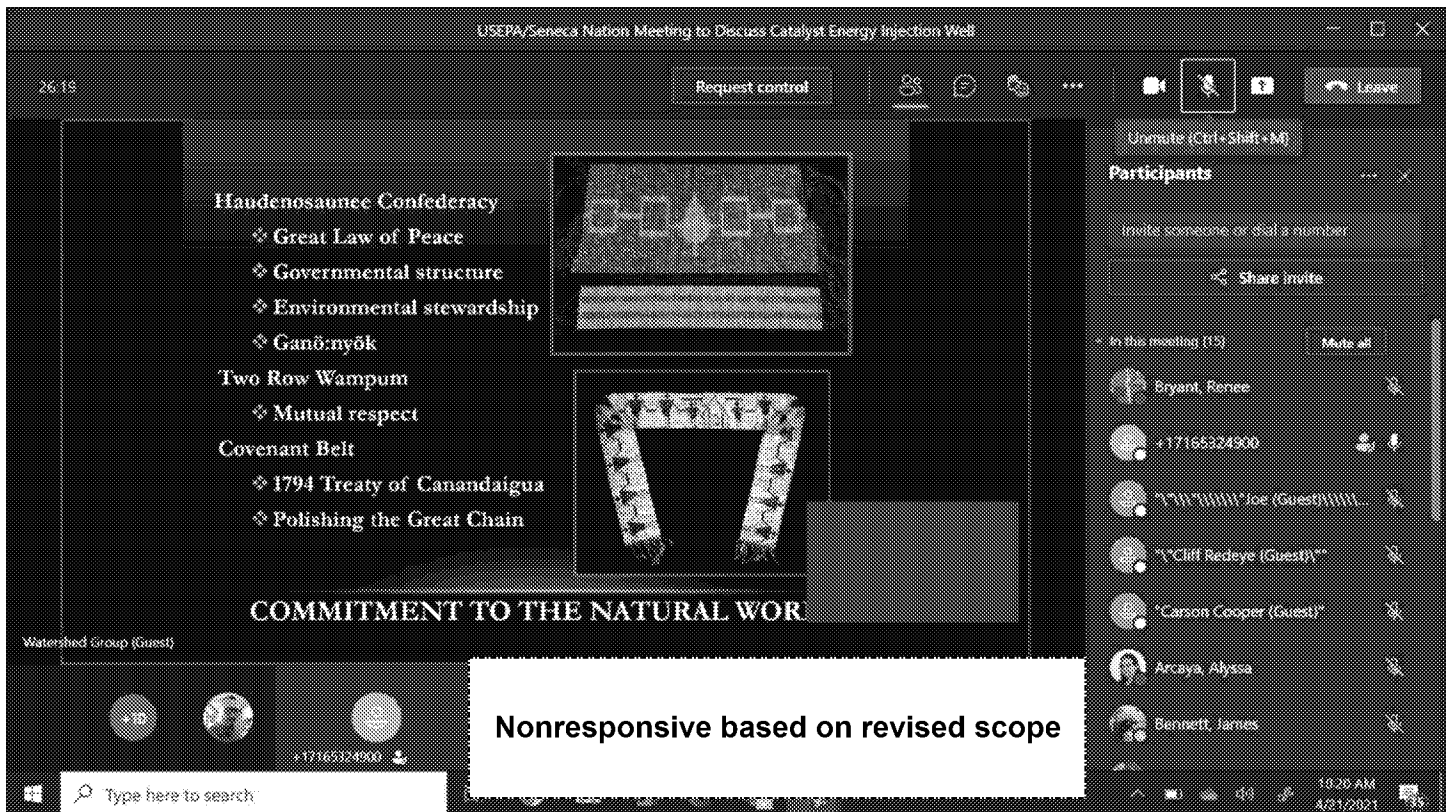 USEPA/Seneca Nation Meeting to Discuss Catalyst Energy Injection Well
26:19
Request control
Leave
Unmute (Ctrl+Shift+M)
Haudenosaunee Confederacy
❖ Great Law of Peace
❖ Governmental structure
❖ Environmental stewardship
❖ Ganö:nyök
Two Row Wampum
❖ Mutual respect
Covenant Belt
❖ 1794 Treaty of Canandaigua
❖ Polishing the Great Chain
COMMITMENT TO THE NATURAL WOR
Watershed Group (Guest)
+10
+17165324900
Nonresponsive based on revised scope
Participants
Invite someone or dial a number
Share invite
In this meeting (15)
Mute all
Bryant, Renee
+17165324900
"\"\\"\\\\\\"Joe (Guest)\\\\\\...
"\"Cliff Redeye (Guest)\""
"Carson Cooper (Guest)"
Arcaya, Alyssa
Bennett, James
Type here to search
10:20 AM
4/21/2021